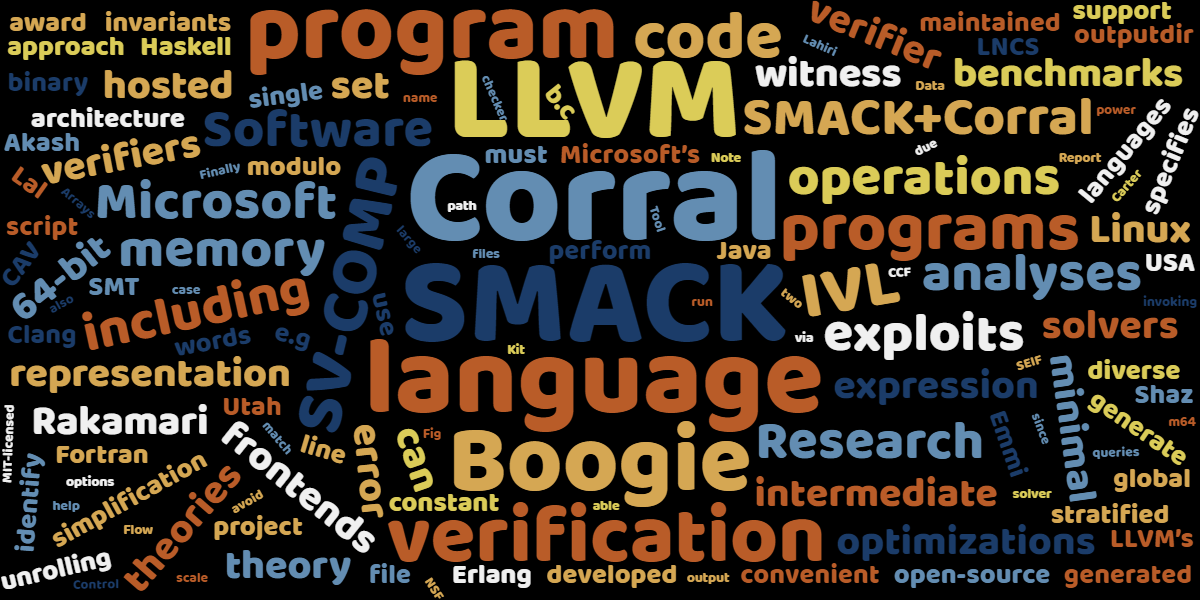 award invariants
program
code
verifier
maintained
support
outputdir
approach Haskell
Lahiri
LNCS
binary
hosted
single
set
name
checker
LLVM
b.c
witness
Data
benchmarks
architecture
Software
SMACK+Corral
power
languages
specifies
Akash
verifiers
Finally
modulo
must
Microsoft's
Note
due
Report
Lal
Arrays
Microsoft
SV-COMP
Corral
path
Tool
operations
Carter
script
large
files
perform
Java
programs
Linux
CAV
64-bit
memory
also
SMT
case
including
use
SMACK
run
two
IVL
CCF
analyses
USA
invoking
Clang
words
e.g
via
exploits
solvers
Kit
language
representation
expression
SEIF
minimal
diverse
Shaz
MIT-licensed
Rakamari
Utah
match
frontends
line
error
can
Fig
Boogie
Research
Emmi
since
generate
m64
Fortran
options
identify
help
simplification
theories
avoid
Flow
project
constant
able
intermediate
solver
queries
global
stratified
verification
optimizations
LLVM's
unrolling
Control
scale
theory
file
NSF
Erlang
developed
output
convenient
open-source
generated